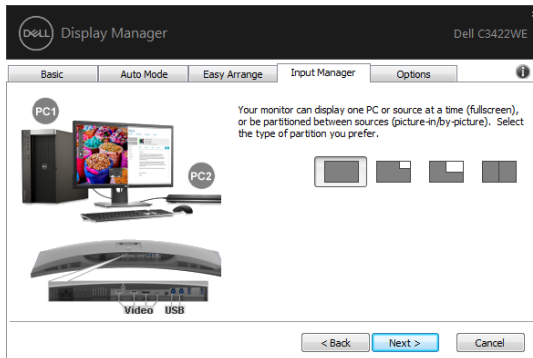 DELL Display Manager
Dell C3422WE
Basic
Auto Mode
Easy Arrange
Input Manager
Options
PC1
Your monitor can display one PC or source at a time (fullscreen),
or be partitioned between sources (picture-in/by-picture). Select
the type of partition you prefer.
PC2
Video USB
< Back
Next >
Cancel